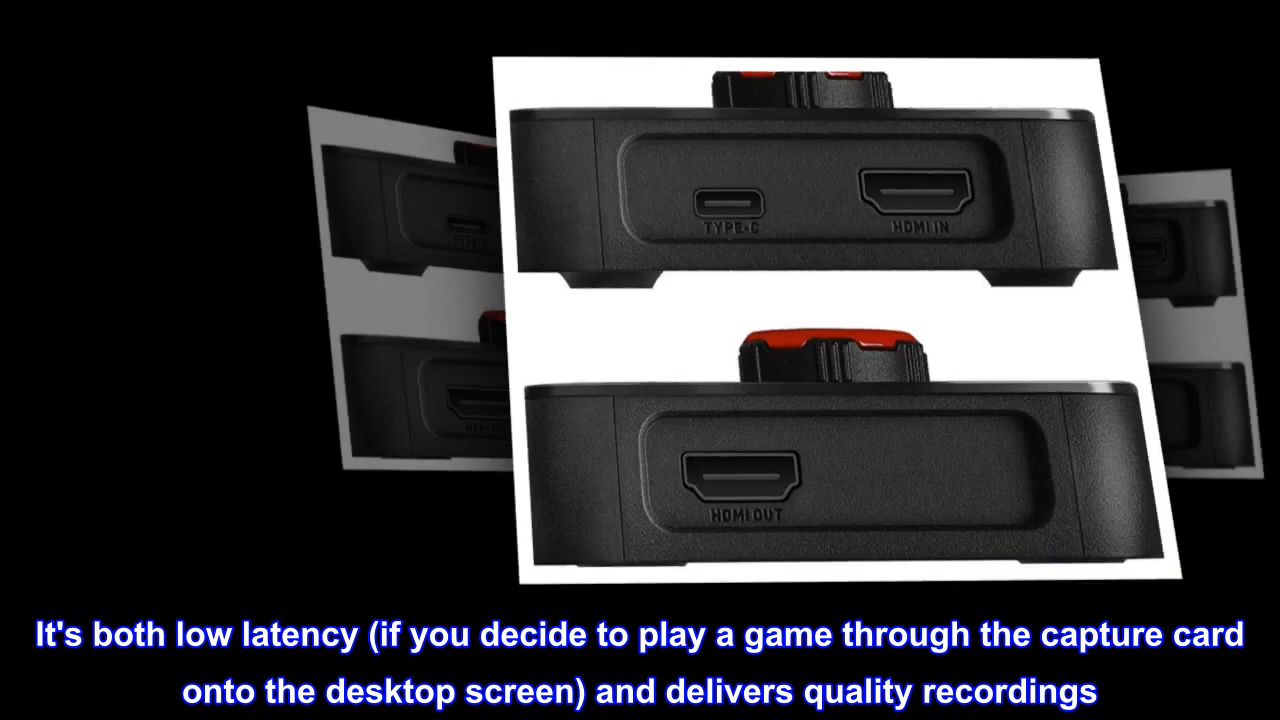 TYPE-C
HDMI IN
HDMI OUT
It's both low latency (if you decide to play a game through the capture card
onto the desktop screen) and delivers quality recordings